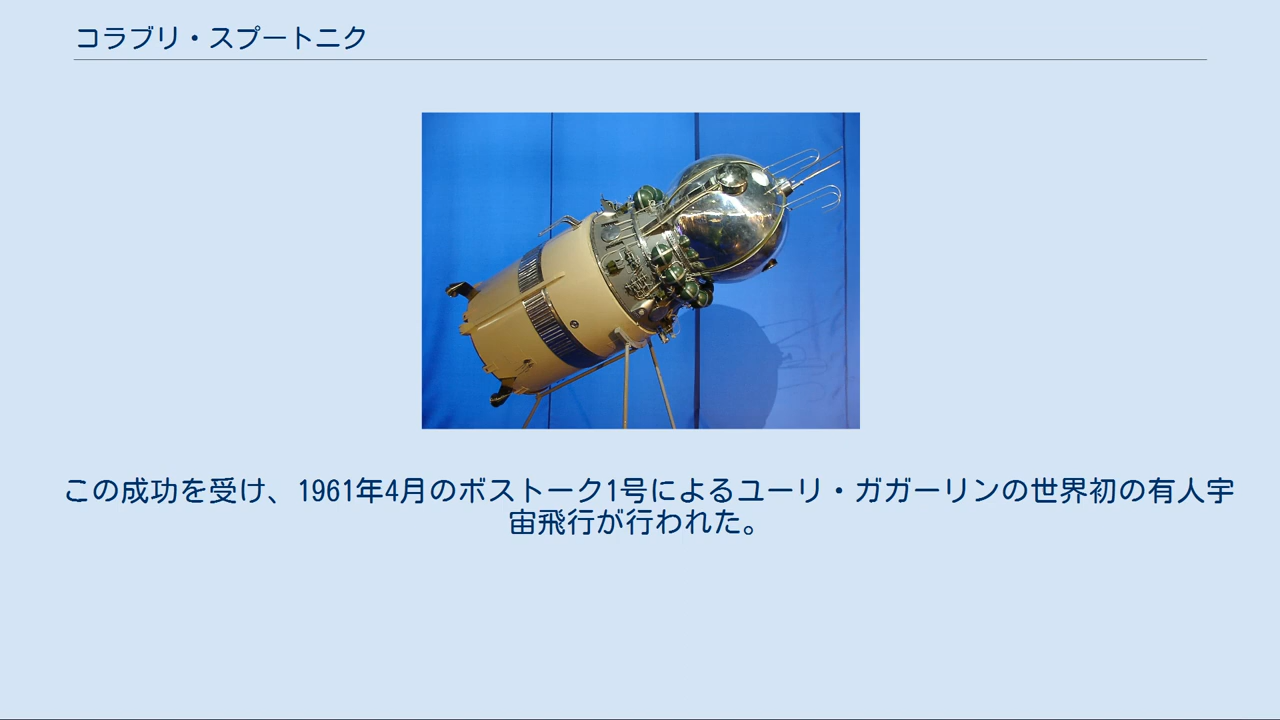 コラブリ・スプートニク
この成功を受け、1961年4月のボストーク1号によるユーリ・ガガーリンの世界初の有人宇
宙飛行が行われた。